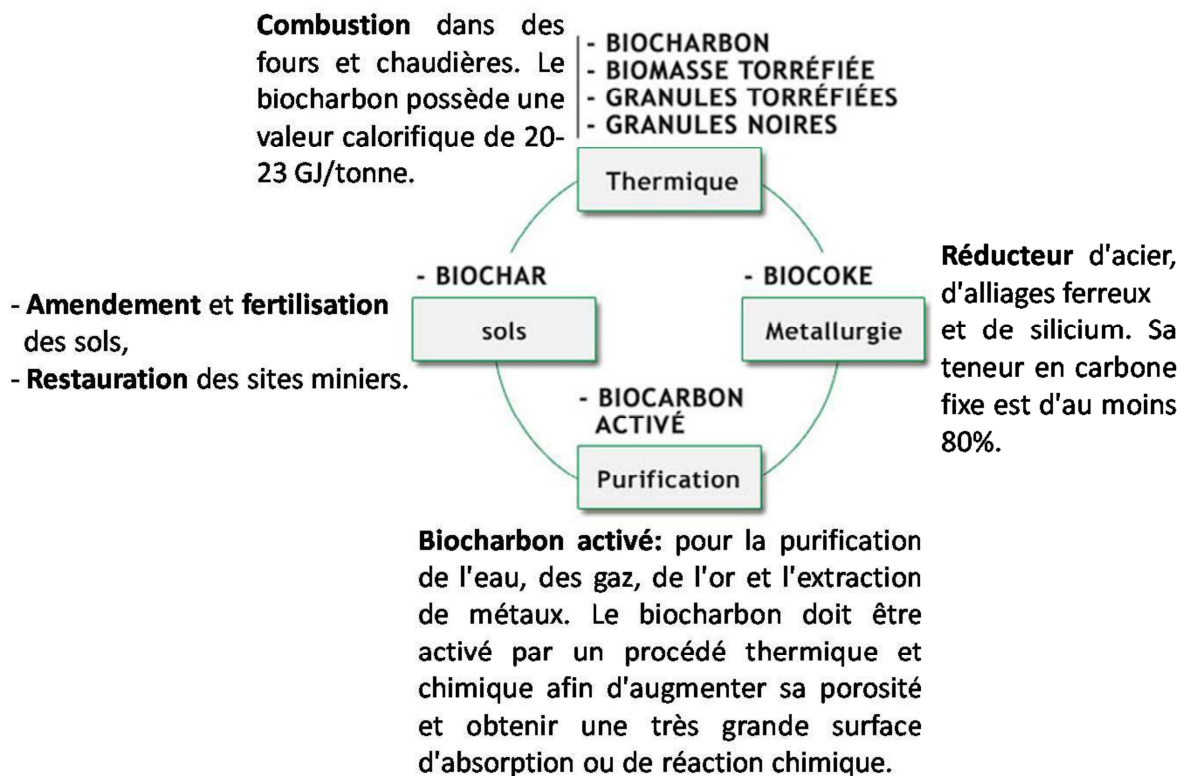 Combustion dans des
fours et chaudières. Le
biocharbon possède une
valeur calorifique de 20-
23 GJ/tonne.
- BIOCHARBON
- BIOMASSE TORRÉFIÉE
- GRANULES TORRÉFIÉES
- GRANULES NOIRES
Thermique
- BIOCHAR
sols
- Amendement et fertilisation
des sols,
- Restauration des sites miniers.
- BIOCOKE
Metallurgie
Réducteur d'acier,
d'alliages ferreux
et de silicium. Sa
teneur en carbone
fixe est d'au moins
80%.
- BIOCARBON
ACTIVÉ
Purification
Biocharbon activé: pour la purification
de l'eau, des gaz, de l'or et l'extraction
de métaux. Le biocharbon doit être
activé par un procédé thermique et
chimique afin d'augmenter sa porosité
et obtenir une très grande surface
d'absorption ou de réaction chimique.